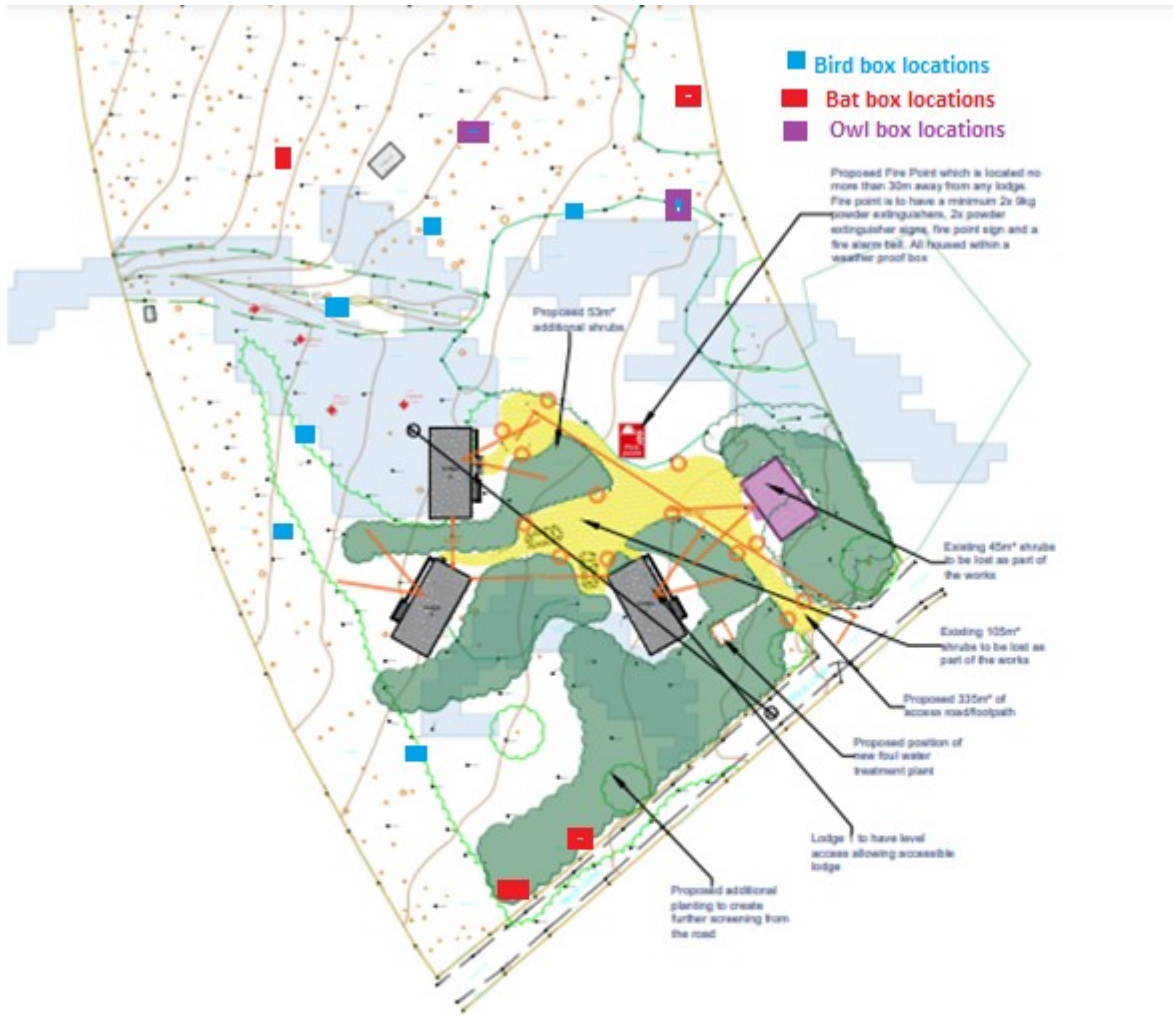 Bird box locations
Bat box locations
Owl box locations
Proposed Fire Point which is located no
more than 30m away from any lodge.
Fire point is to have a minimum 2x 9kg
powder extinguishers, 2x powder
extinguisher signs, fire point sign and a
fire alarm bell. All housed within a
weather proof box
Proposed 53m²
additional shrubs
Existing 45m² shrubs
to be lost as part of
the works
Existing 105m²
shrubs to be lost as
part of the works
Proposed 335m² of
access road/footpath
Proposed position of
new foul water
treatment plant
Lodge 1 to have level
access allowing accessible
lodge
Proposed additional
planting to create
further screening from
the road